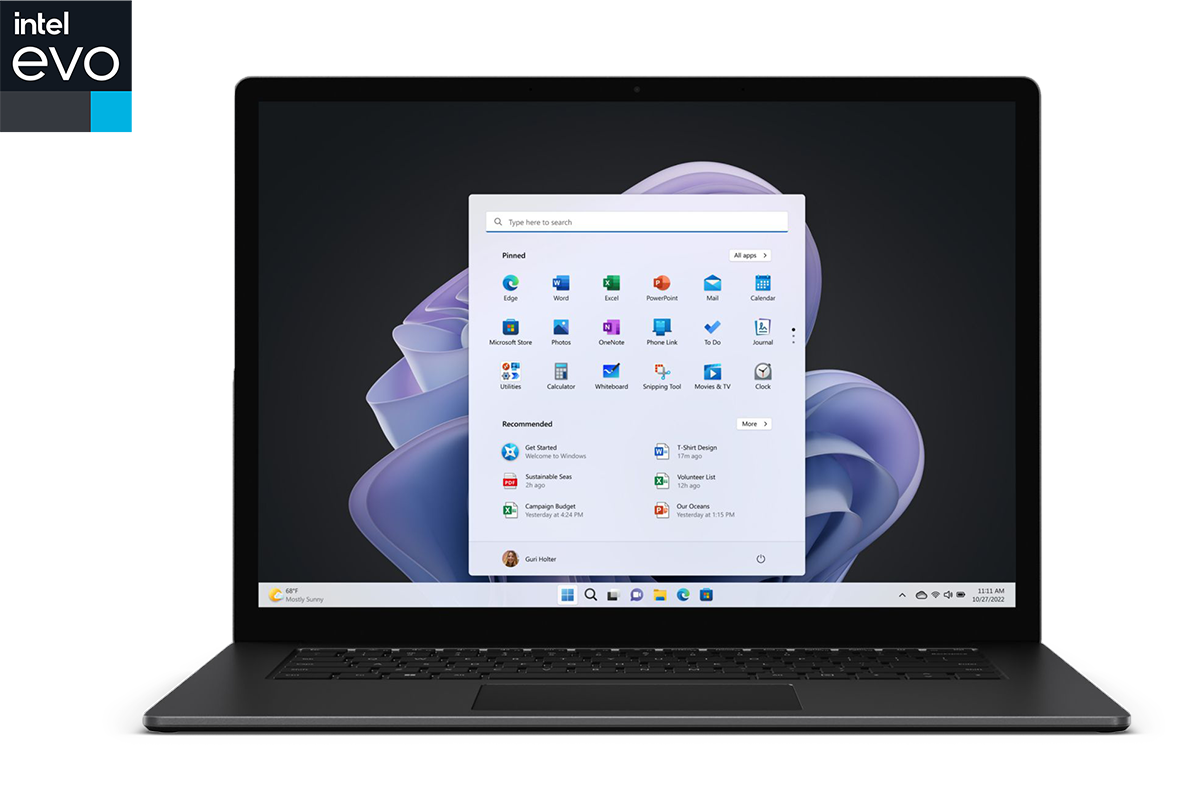 intel
evo
Type here to search
Pinned
All apps >
Edge Word Excel PowerPoint Mail Calendar
Microsoft Store Photos OneNote Phone Link To Do Journal
Utilities Calculator Whiteboard Snipping Tool Movies & TV Clock
Recommended
More >
Get Started
Welcome to Windows
T-Shirt Design
17m ago
Sustainable Seas
2h ago
Volunteer List
12h ago
Campaign Budget
Yesterday at 4:24 PM
Our Oceans
Yesterday at 1:15 PM
Guri Holter
68°F
Mostly Sunny
11:11 AM
10/27/2022